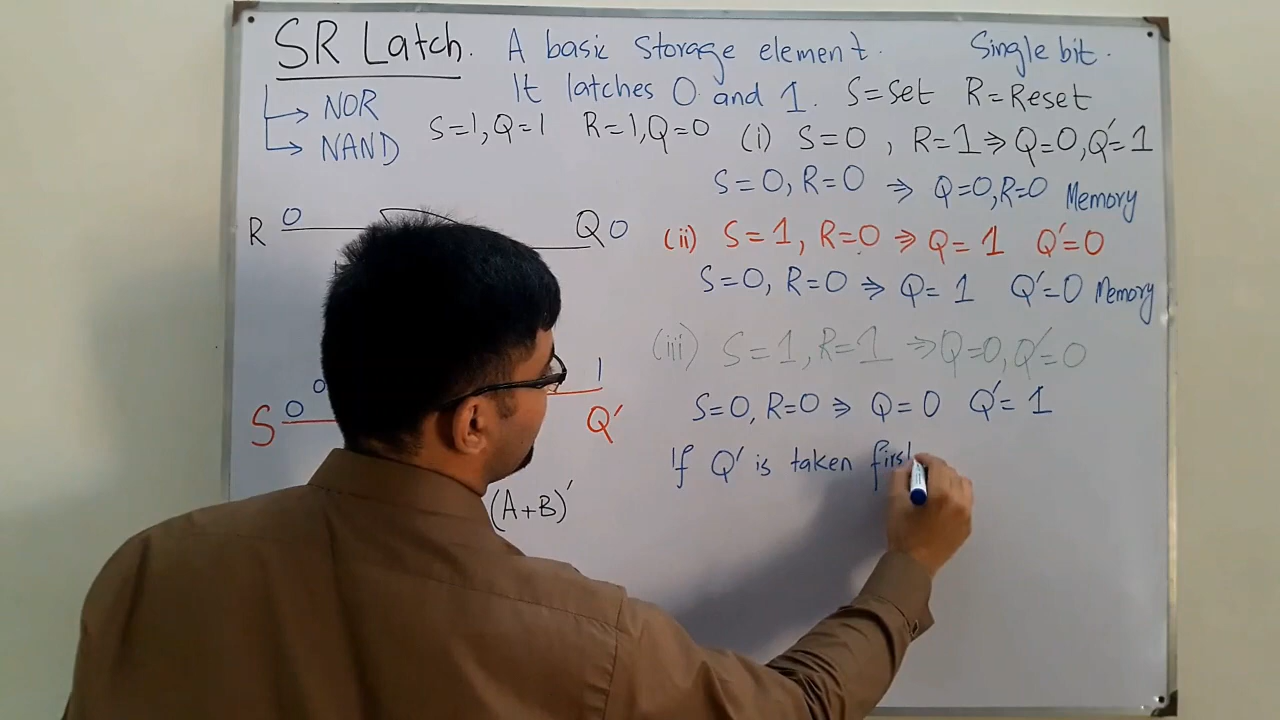 SR Latch. A basic Storage element. Single bit.
It latches 0 and 1. S=set R=Reset
NOR
NAND
S=1, Q=1 R=1, Q=0
(i) S=0, R=1 ⇒ Q=0, Q'=1
S=0, R=0 ⇒ Q=0, R=0 Memory
R 0 Q 0
(ii) S=1, R=0 ⇒ Q=1 Q'=0
S=0, R=0 ⇒ Q=1 Q'=0 Memory
(iii) S=1, R=1 ⇒ Q=0, Q'=0
0 1
S 0 Q'
S=0, R=0 ⇒ Q=0 Q'=1
If Q' is taken first
(A+B)'